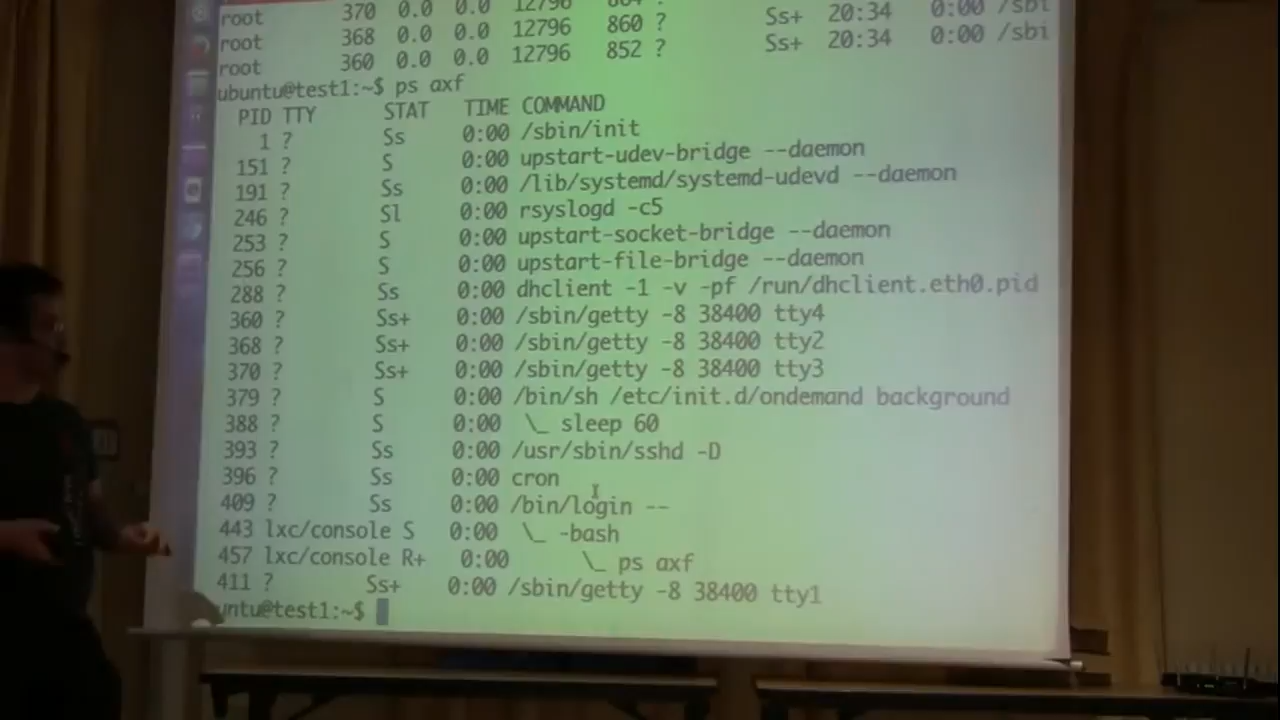 root 370 0.0 0.0 12796 864 ? Ss+ 20:34 0:00 /sbi
root 368 0.0 0.0 12796 860 ? Ss+ 20:34 0:00 /sbi
root 360 0.0 0.0 12796 852 ?
ubuntu@test1:~$ ps axf
PID TTY STAT TIME COMMAND
1 ? Ss 0:00 /sbin/init
151 ? S 0:00 upstart-udev-bridge --daemon
191 ? Ss 0:00 /lib/systemd/systemd-udevd --daemon
246 ? Sl 0:00 rsyslogd -c5
253 ? S 0:00 upstart-socket-bridge --daemon
256 ? S 0:00 upstart-file-bridge --daemon
288 ? Ss 0:00 dhclient -1 -v -pf /run/dhclient.eth0.pid
360 ? Ss+ 0:00 /sbin/getty -8 38400 tty4
368 ? Ss+ 0:00 /sbin/getty -8 38400 tty2
370 ? Ss+ 0:00 /sbin/getty -8 38400 tty3
379 ? S 0:00 /bin/sh /etc/init.d/ondemand background
388 ? S 0:00 \_ sleep 60
393 ? Ss 0:00 /usr/sbin/sshd -D
396 ? Ss 0:00 cron
409 ? Ss 0:00 /bin/login --
443 lxc/console S 0:00 \_ -bash
457 lxc/console R+ 0:00 \_ ps axf
411 ? Ss+ 0:00 /sbin/getty -8 38400 tty1
untu@test1:~$